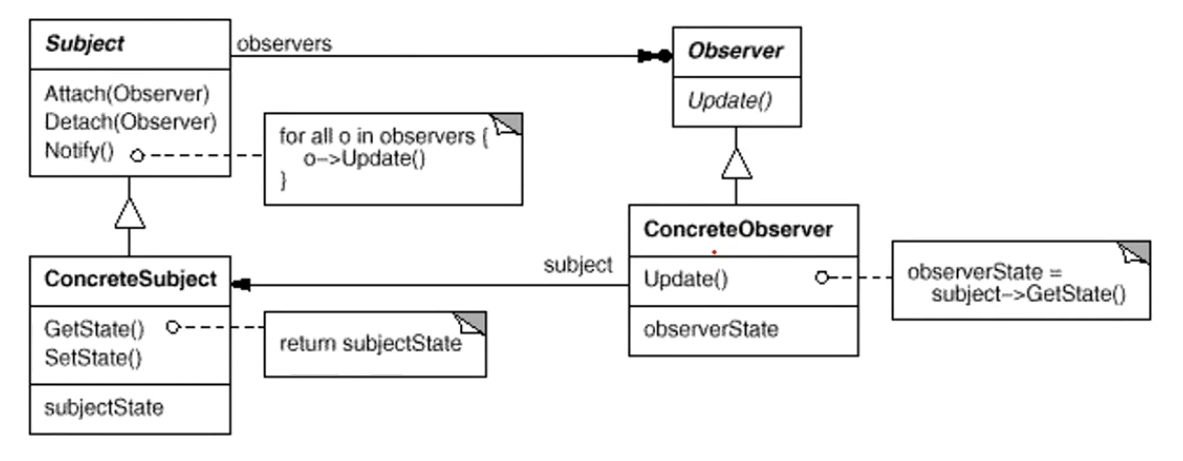 Subject
observers
Observer
Attach(Observer)
Detach(Observer)
Notify()
for all o in observers {
o->Update()
}
Update()
ConcreteSubject
subject
ConcreteObserver
GetState()
SetState()
return subjectState
Update()
observerState =
subject->GetState()
observerState
subjectState